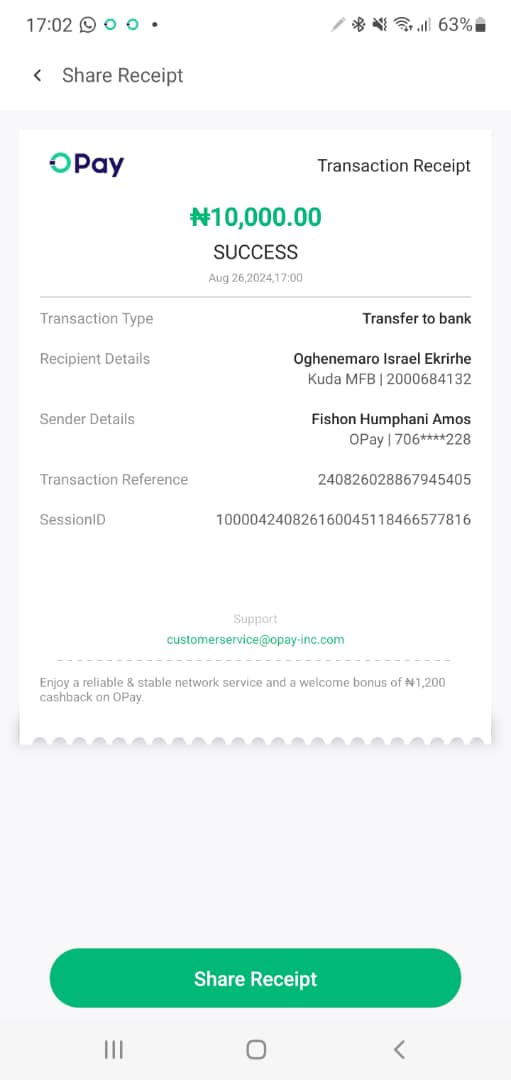 17:02 63%
Share Receipt
OPay Transaction Receipt
₦10,000.00
SUCCESS
Aug 26,2024,17:00
Transaction Type Transfer to bank
Recipient Details Oghenemaro Israel Ekrirhe
Kuda MFB | 2000684132
Sender Details Fishon Humphani Amos
OPay | 706****228
Transaction Reference 240826028867945405
SessionID 100004240826160045118466577816
Support
customerservice@opay-inc.com
Enjoy a reliable & stable network service and a welcome bonus of ₦1,200
cashback on OPay.
Share Receipt